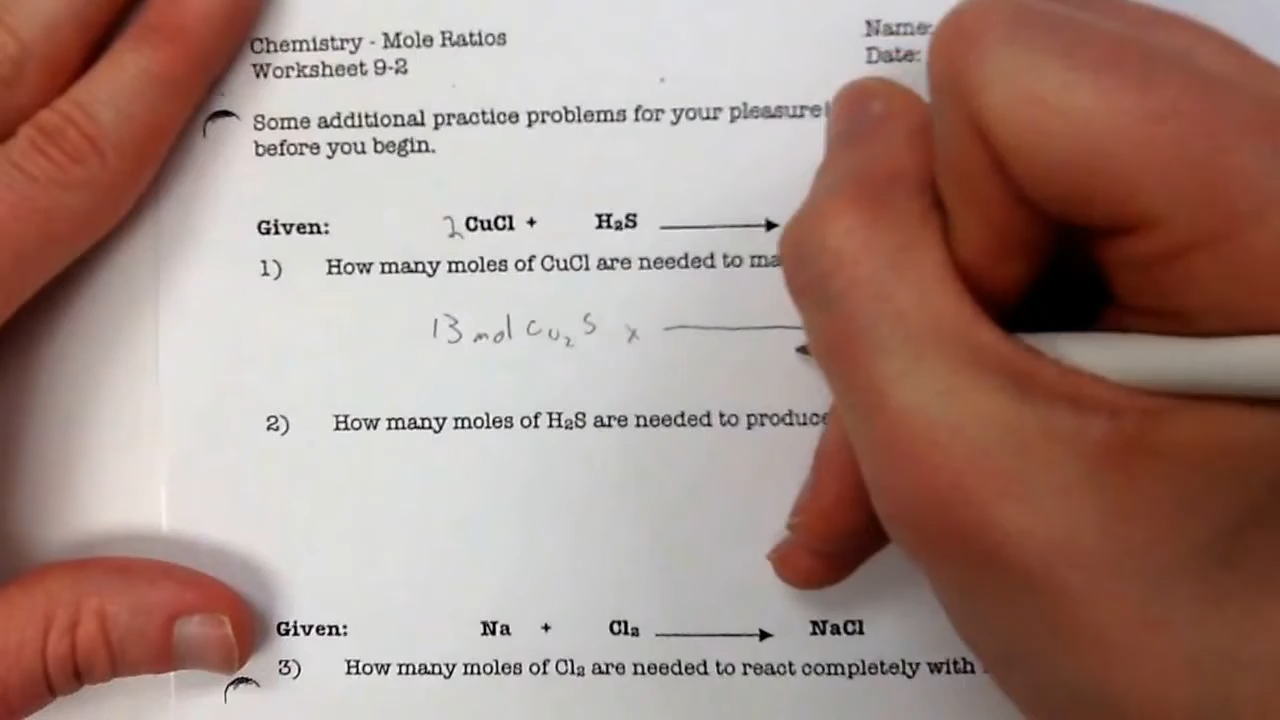 Chemistry - Mole Ratios
Worksheet 9-2
Name:
Date:
Some additional practice problems for your pleasure!
before you begin.
Given: 2 CuCl + H₂S ⟶
1) How many moles of CuCl are needed to
13 mol Cu₂S x
2) How many moles of H₂S are needed to produce
Given: Na + Cl₂ ⟶ NaCl
3) How many moles of Cl₂ are needed to react completely with